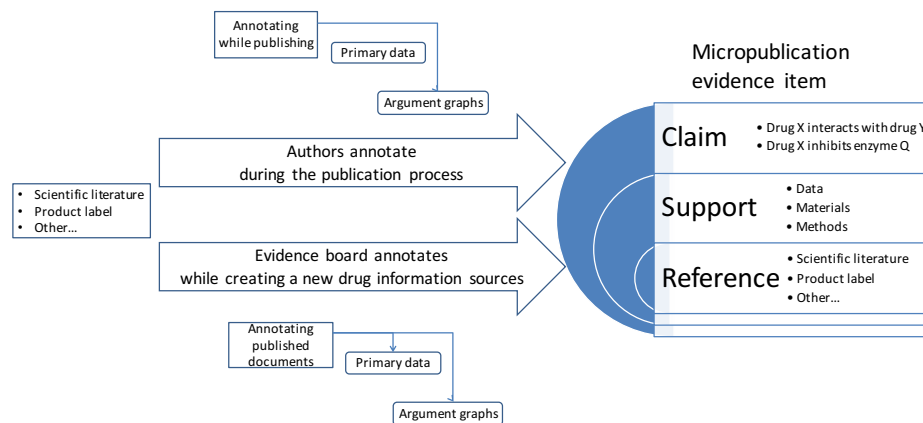 Annotating
while publishing
Primary data
Argument graphs
Micropublication
evidence item
Authors annotate
during the publication process
• Scientific literature
• Product label
• Other...
Evidence board annotates
while creating a new drug information sources
Claim
• Drug X interacts with drug Y
• Drug X inhibits enzyme Q
Support
• Data
• Materials
• Methods
Reference
• Scientific literature
• Product label
• Other...
Annotating
published
documents
Primary data
Argument graphs